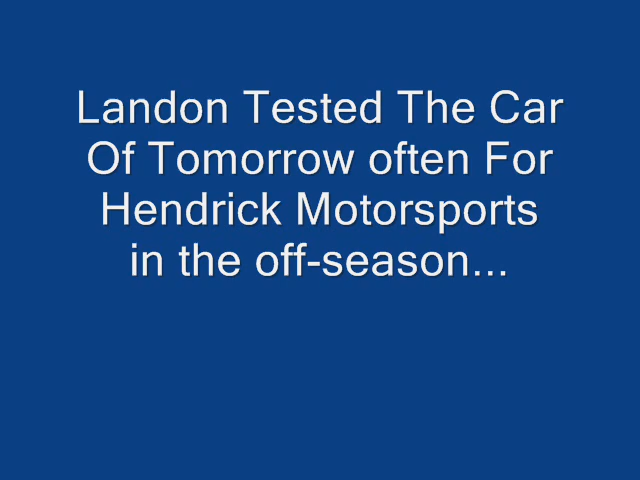 Landon Tested The Car
Of Tomorrow often For
Hendrick Motorsports
in the off-season...